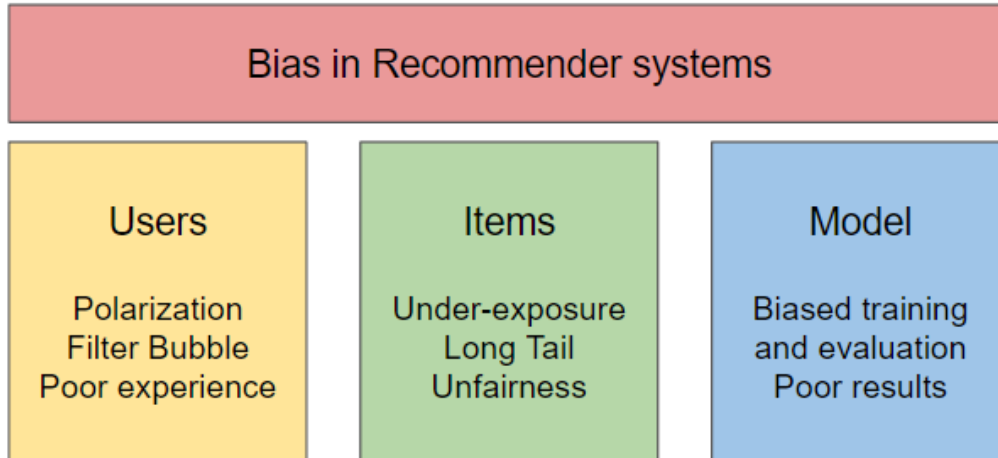 Bias in Recommender systems
Users
Polarization
Filter Bubble
Poor experience
Items
Under-exposure
Long Tail
Unfairness
Model
Biased training
and evaluation
Poor results